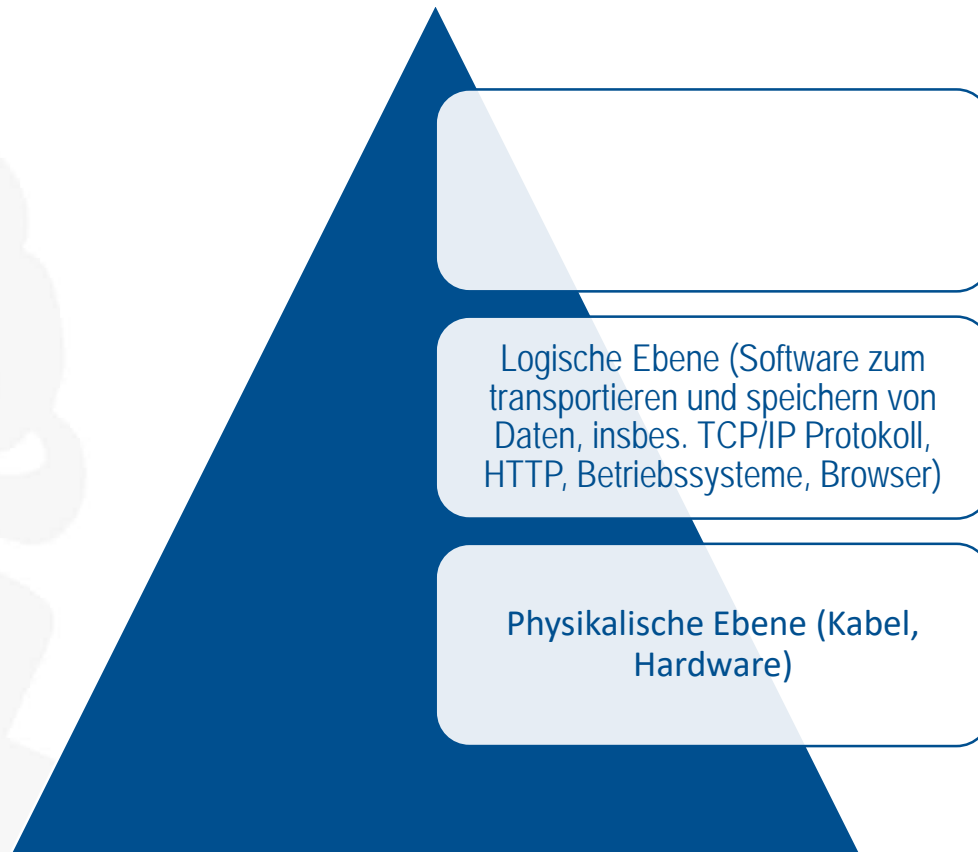 Logische Ebene (Software zum
transportieren und speichern von
Daten, insbes. TCP/IP Protokoll,
HTTP, Betriebssysteme, Browser)
Physikalische Ebene (Kabel,
Hardware)